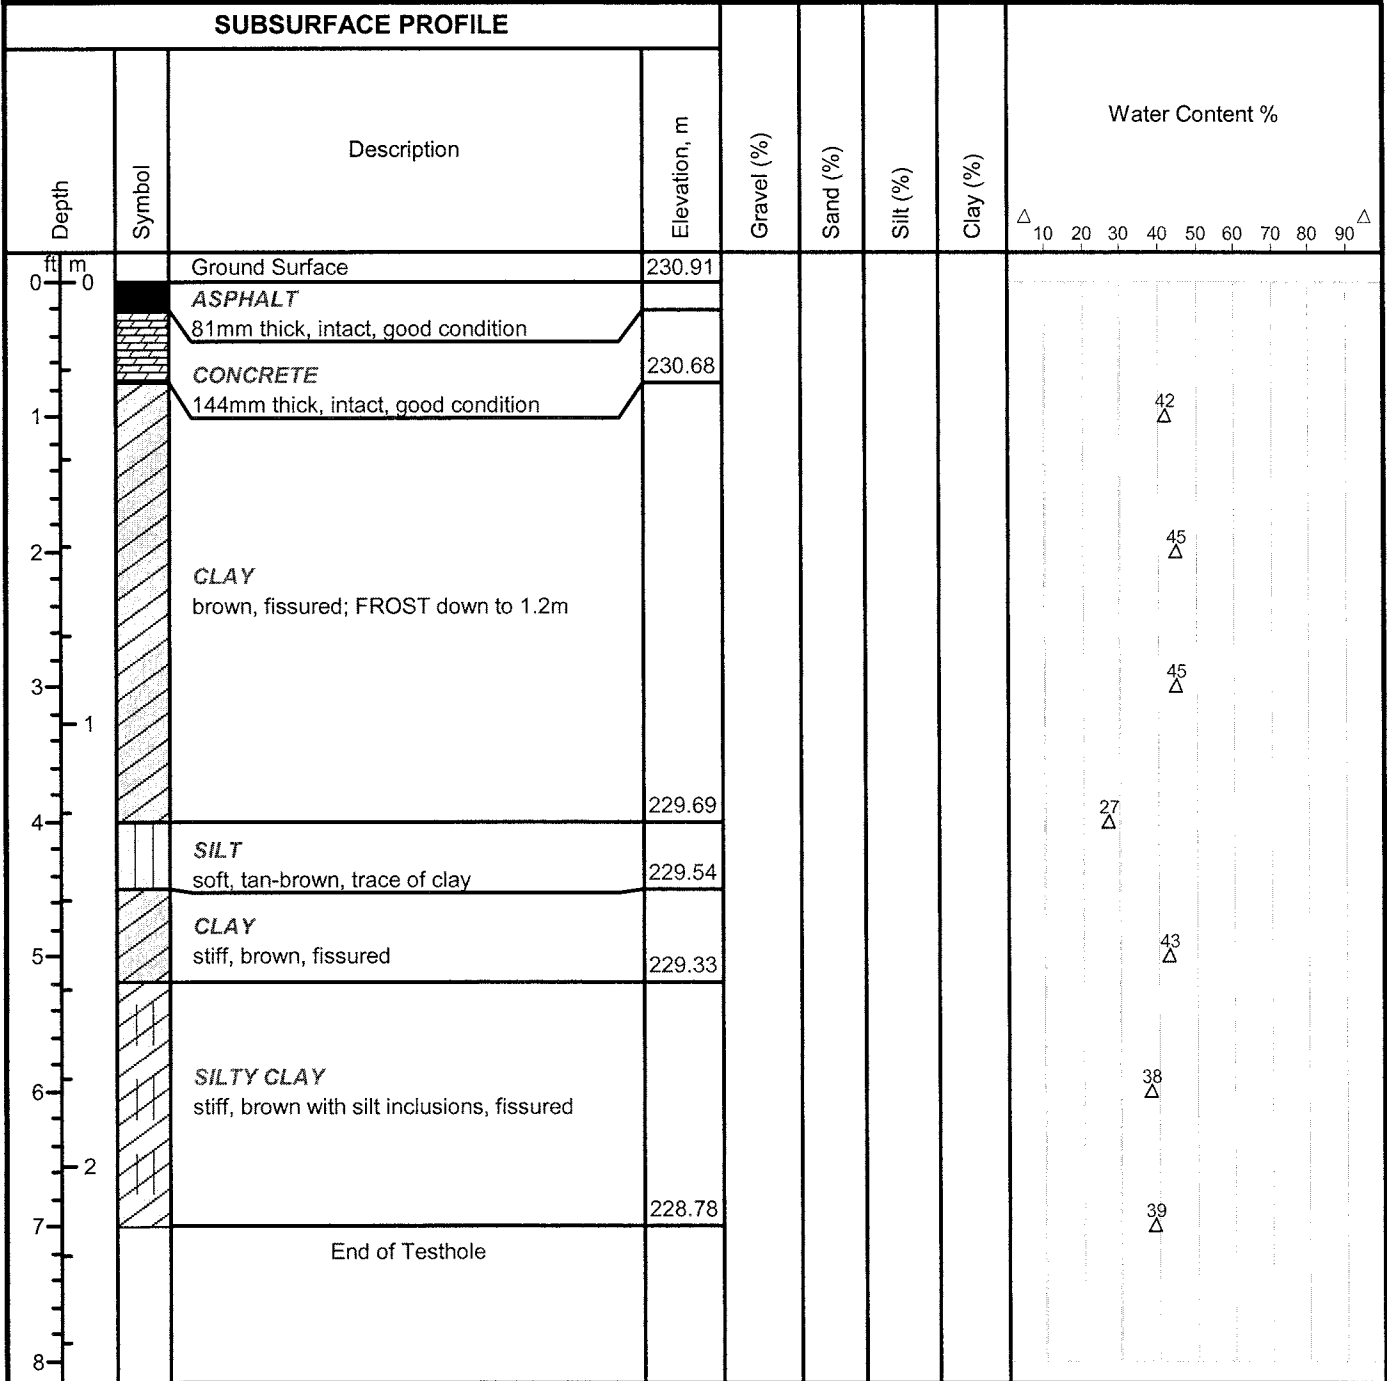 SUBSURFACE PROFILE
Depth
Symbol
Description
Elevation, m
Gravel (%)
Sand (%)
Silt (%)
Clay (%)
Water Content %
10 20 30 40 50 60 70 80 90
ft m
Ground Surface
230.91
0 0
ASPHALT
81mm thick, intact, good condition
230.68
CONCRETE
144mm thick, intact, good condition
42
1
45
2
CLAY
brown, fissured; FROST down to 1.2m
45
3
1
229.69
27
4
SILT
soft, tan-brown, trace of clay
229.54
CLAY
stiff, brown, fissured
43
5
229.33
SILTY CLAY
stiff, brown with silt inclusions, fissured
38
6
2
228.78
39
7
End of Testhole
8